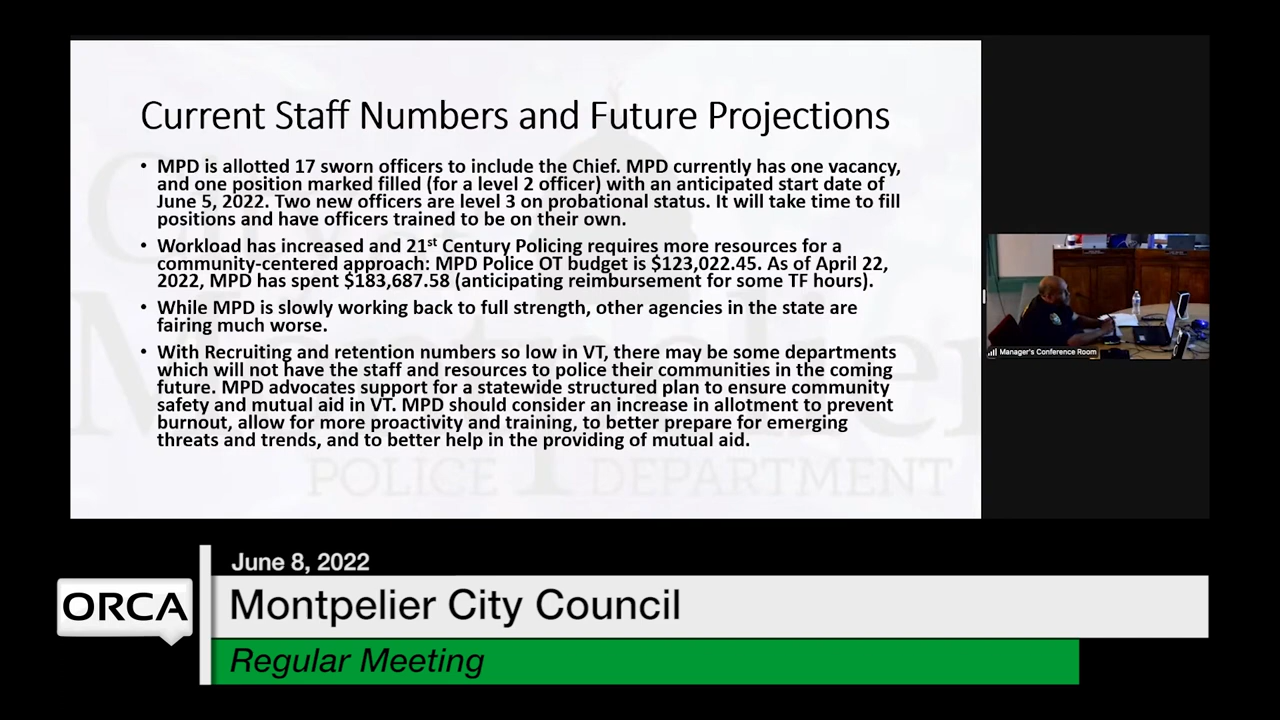 Current Staff Numbers and Future Projections
• MPD is allotted 17 sworn officers to include the Chief. MPD currently has one vacancy,
and one position marked filled (for a level 2 officer) with an anticipated start date of
June 5, 2022. Two new officers are level 3 on probational status. It will take time to fill
positions and have officers trained to be on their own.
• Workload has increased and 21st Century Policing requires more resources for a
community-centered approach: MPD Police OT budget is $123,022.45. As of April 22,
2022, MPD has spent $183,687.58 (anticipating reimbursement for some TF hours).
• While MPD is slowly working back to full strength, other agencies in the state are
fairing much worse.
• With Recruiting and retention numbers so low in VT, there may be some departments
which will not have the staff and resources to police their communities in the coming
future. MPD advocates support for a statewide structured plan to ensure community
safety and mutual aid in VT. MPD should consider an increase in allotment to prevent
burnout, allow for more proactivity and training, to better prepare for emerging
threats and trends, and to better help in the providing of mutual aid.
POLICE DEPARTMENT
Manager's Conference Room
June 8, 2022
ORCA
Montpelier City Council
Regular Meeting